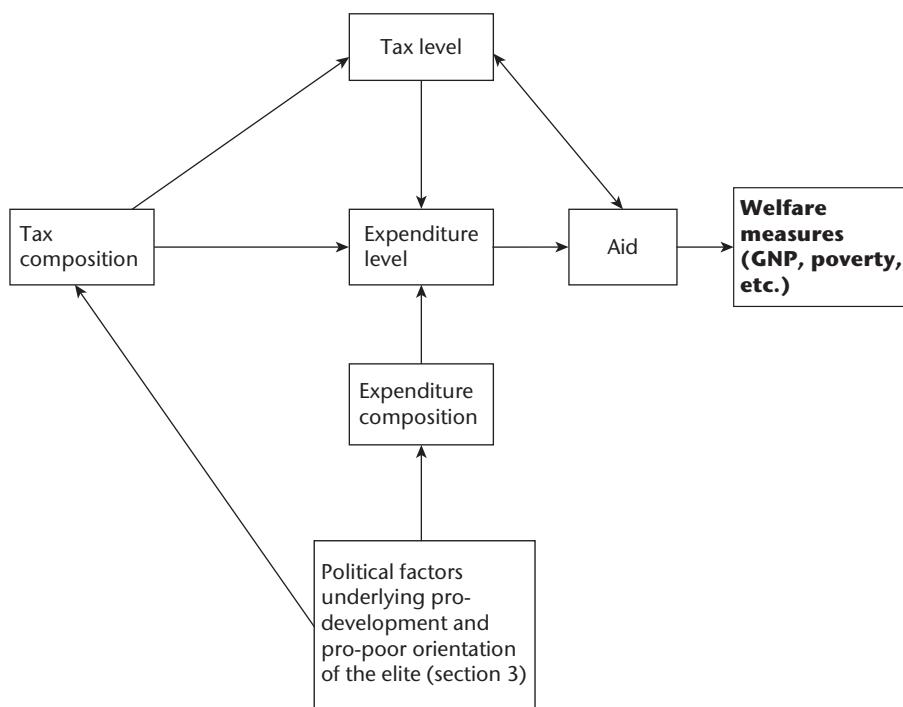 Tax level
Tax
composition
Expenditure
level
Aid
Welfare
measures
(GNP, poverty,
etc.)
Expenditure
composition
Political factors
underlying pro-
development and
pro-poor orientation
of the elite (section 3)